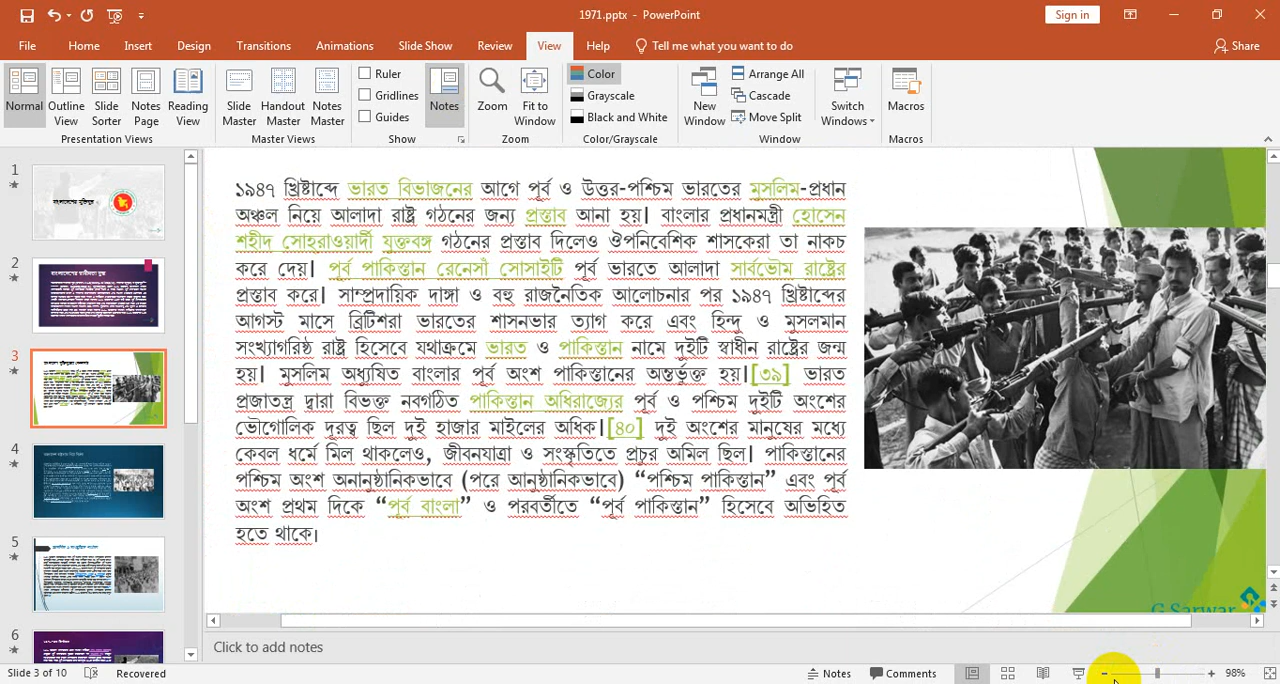 1971.pptx - PowerPoint
Sign in
File Home Insert Design Transitions Animations Slide Show Review View Help Tell me what you want to do Share
Normal Outline View Slide Sorter Notes Page Reading View
Presentation Views
Slide Master Handout Master Notes Master
Master Views
Ruler
Gridlines
Guides
Show
Notes
Zoom Fit to Window
Zoom
Color
Grayscale
Black and White
Color/Grayscale
New Window
Arrange All
Cascade
Move Split
Window
Switch Windows
Macros
Macros
1
2
3
4
5
6
১৯৪৭ খ্রিষ্টাব্দে ভারত বিভাজনের আগে পূর্ব ও উত্তর-পশ্চিম ভারতের মুসলিম-প্রধান
অঞ্চল নিয়ে আলাদা রাষ্ট্র গঠনের জন্য প্রস্তাব আনা হয়। বাংলার প্রধানমন্ত্রী হোসেন
শহীদ সোহরাওয়ার্দী যুক্তবঙ্গ গঠনের প্রস্তাব দিলেও ঔপনিবেশিক শাসকেরা তা নাকচ
করে দেয়। পূর্ব পাকিস্তান রেনেসাঁ সোসাইটি পূর্ব ভারতে আলাদা সার্বভৌম রাষ্ট্রের
প্রস্তাব করে। সাম্প্রদায়িক দাঙ্গা ও বহু রাজনৈতিক আলোচনার পর ১৯৪৭ খ্রিষ্টাব্দের
আগস্ট মাসে ব্রিটিশরা ভারতের শাসনভার ত্যাগ করে এবং হিন্দু ও মুসলমান
সংখ্যাগরিষ্ঠ রাষ্ট্র হিসেবে যথাক্রমে ভারত ও পাকিস্তান নামে দুইটি স্বাধীন রাষ্ট্রের জন্ম
হয়। মুসলিম অধ্যুষিত বাংলার পূর্ব অংশ পাকিস্তানের অন্তর্ভুক্ত হয়।[৩৯] ভারত
প্রজাতন্ত্র দ্বারা বিভক্ত নবগঠিত পাকিস্তান অধিরাজ্যের পূর্ব ও পশ্চিম দুইটি অংশের
ভৌগোলিক দূরত্ব ছিল দুই হাজার মাইলের অধিক।[৪০] দুই অংশের মানুষের মধ্যে
কেবল ধর্মে মিল থাকলেও, জীবনযাত্রা ও সংস্কৃতিতে প্রচুর অমিল ছিল। পাকিস্তানের
পশ্চিম অংশ অনানুষ্ঠানিকভাবে (পরে আনুষ্ঠানিকভাবে) “পশ্চিম পাকিস্তান” এবং পূর্ব
অংশ প্রথম দিকে “পূর্ব বাংলা” ও পরবর্তীতে “পূর্ব পাকিস্তান” হিসেবে অভিহিত
হতে থাকে।
G Sarwar
Click to add notes
Slide 3 of 10 Recovered Notes Comments 98%